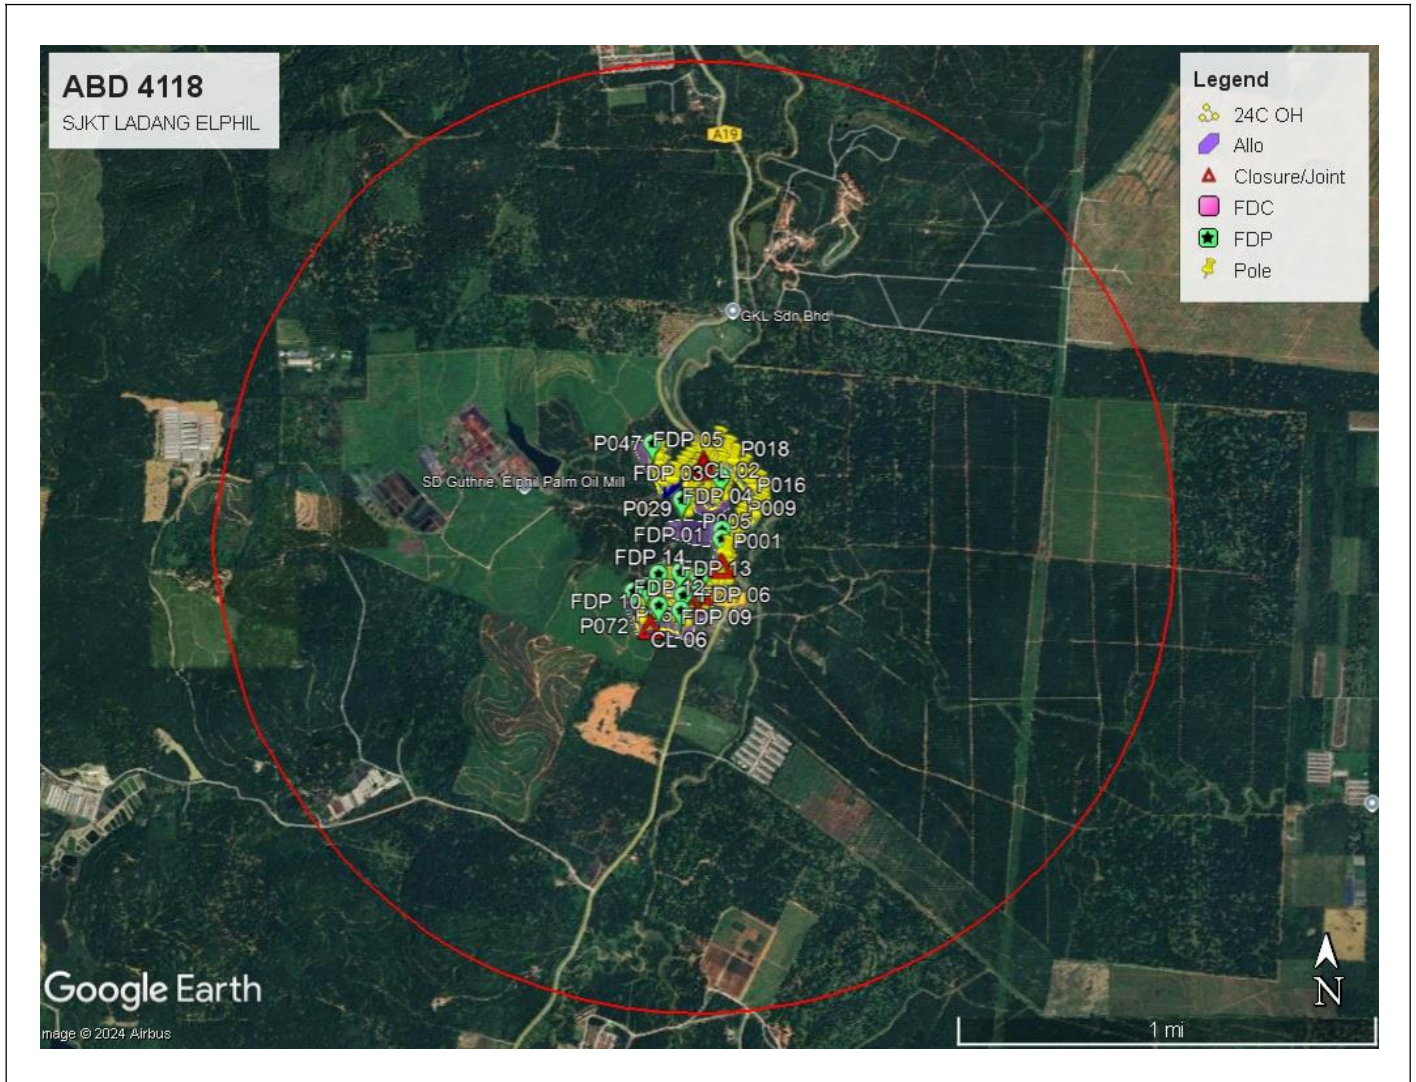 ABD 4118
SJKT LADANG ELPHIL
Legend
24C OH
Allo
Closure/Joint
FDC
FDP
Pole
A19
GKL Sdn Bhd
P047
FDP 05
P018
FDP 03
CL 02
SD Guthrie, Elphil Palm Oil Mill
P016
FDP 04
P029
P009
P005
FDP 01
P001
FDP 14
FDP 13
FDP 12
FDP 06
FDP 10
FDP 09
P072
CL 06
Google Earth
mage © 2024 Airbus
N
1 mi